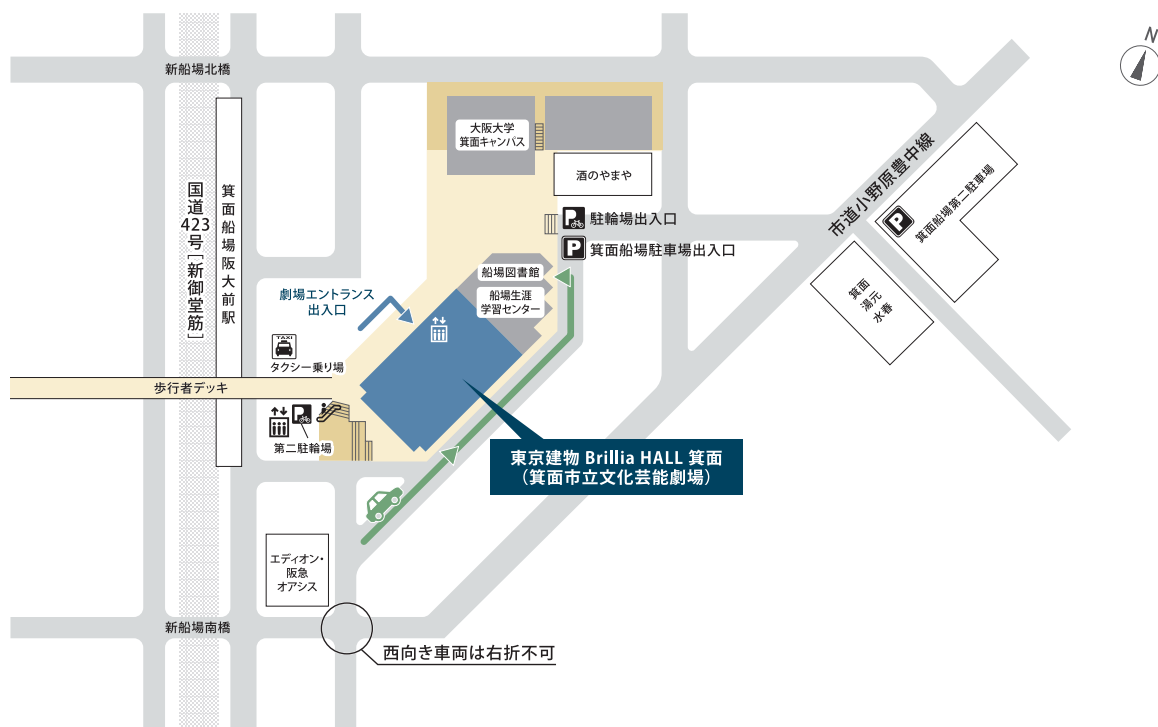 N
新船場北橋
大阪大学
箕面キャンパス
酒のやまや
市道小野原豊中線
P
箕面船場第二駐車場
国道423号[新御堂筋]
箕面船場阪大前駅
P
駐輪場出入口
P
箕面船場駐車場出入口
船場図書館
船場生涯
学習センター
箕面
湯元
水春
劇場エントランス
出入口
TAXI
タクシー乗り場
歩行者デッキ
P
第二駐輪場
東京建物 Brillia HALL 箕面
(箕面市立文化芸能劇場)
エディオン・
阪急
オアシス
新船場南橋
西向き車両は右折不可